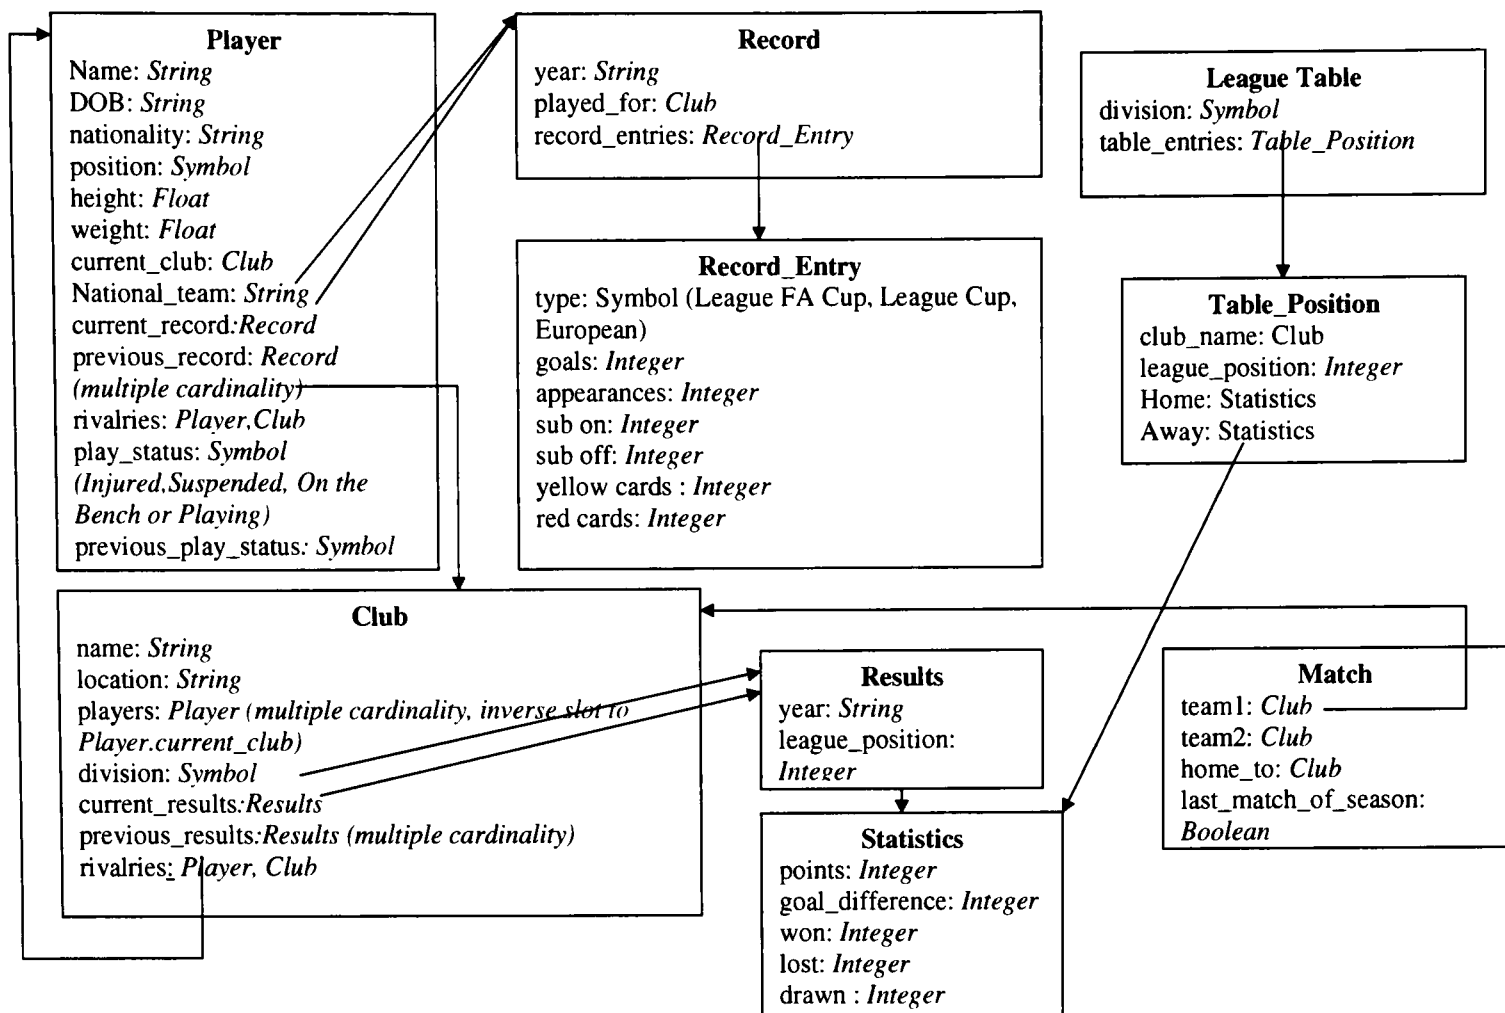 Player
Name: String
DOB: String
nationality: String
position: Symbol
height: Float
weight: Float
current_club: Club
National_team: String
current_record:Record
previous_record: Record
(multiple cardinality)
rivalries: Player,Club
play_status: Symbol
(Injured,Suspended, On the
Bench or Playing)
previous_play_status: Symbol
Record
year: String
played_for: Club
record_entries: Record_Entry
League Table
division: Symbol
table_entries: Table_Position
Record_Entry
type: Symbol (League FA Cup, League Cup,
European)
goals: Integer
appearances: Integer
sub on: Integer
sub off: Integer
yellow cards : Integer
red cards: Integer
Table_Position
club_name: Club
league_position: Integer
Home: Statistics
Away: Statistics
Club
name: String
location: String
players: Player (multiple cardinality, inverse slot to
Player.current_club)
division: Symbol
current_results:Results
previous_results:Results (multiple cardinality)
rivalries: Player, Club
Results
year: String
league_position:
Integer
Match
team1: Club
team2: Club
home_to: Club
last_match_of_season:
Boolean
Statistics
points: Integer
goal_difference: Integer
won: Integer
lost: Integer
drawn : Integer